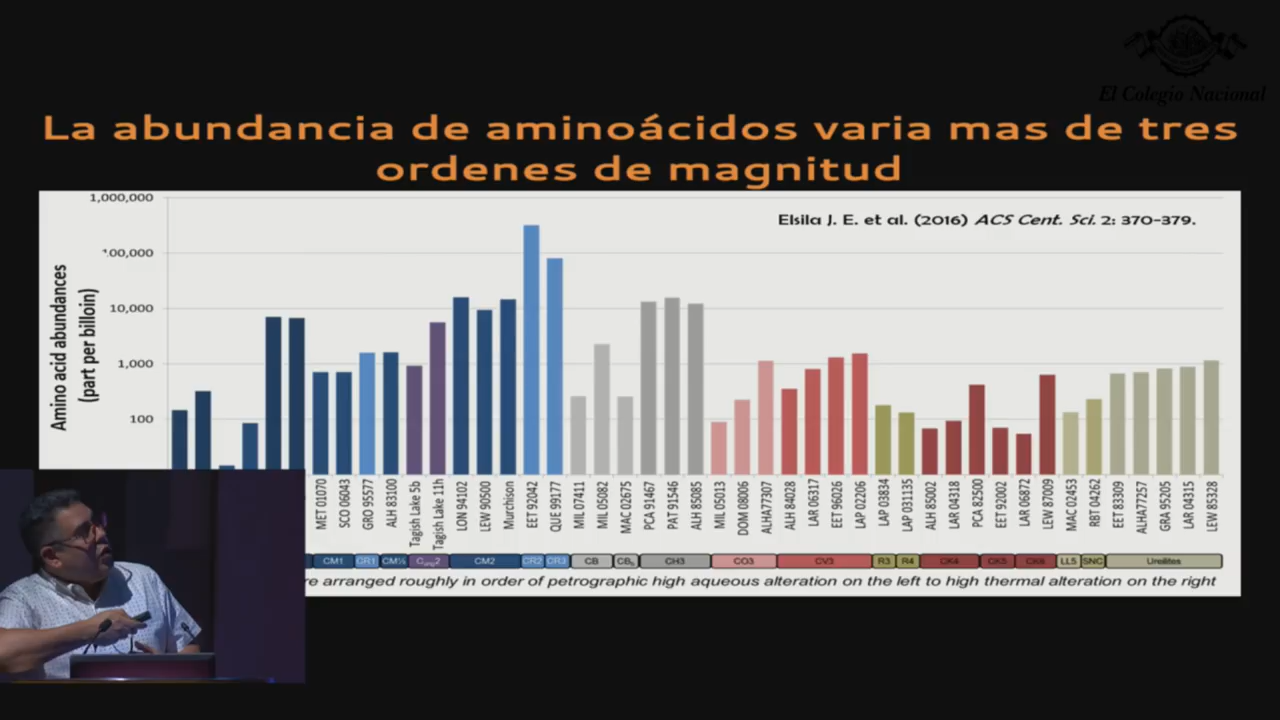 El Colegio Nacional
La abundancia de aminoácidos varia mas de tres
ordenes de magnitud
Elsila J. E. et al. (2016) ACS Cent. Sci. 2: 370-379.
Amino acid abundances
(part per billoin)
1,000,000
100,000
10,000
1,000
100
MET 01070
SCO 06043
GRO 95577
ALH 83100
Tagish Lake 5b
Tagish Lake 11h
LON 94102
LEW 90500
Murchison
EET 92042
QUE 99177
MIL 07411
MIL 05082
MAC 02675
PCA 91467
PAT 91546
ALH 85085
MIL 05013
DOM 08006
ALHA77307
ALH 84028
LAR 06317
EET 96026
LAP 02206
LAP 03834
LAP 031135
ALH 85002
LAR 04318
PCA 82500
EET 92002
LAR 06872
LEW 87009
MAC 02453
RBT 04262
EET 83309
ALHA77257
GRA 95205
LAR 04315
LEW 85328
CM1 CR1 CM½ C 2 CM2 CR2 CR3 CB CB CH3 CO3 CV3 R3 R4 CK4 CK5 CK6 LL5 SNC Ureilites
re arranged roughly in order of petrographic high aqueous alteration on the left to high thermal alteration on the right